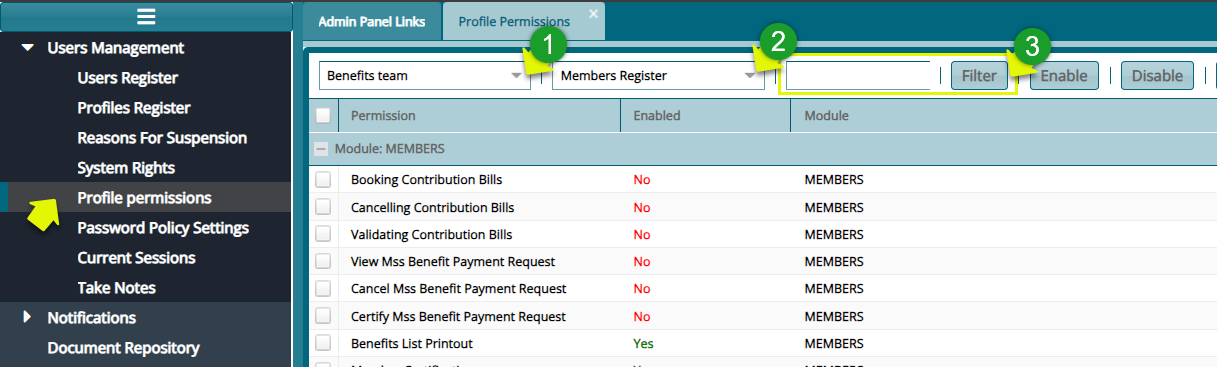 Admin Panel Links
Profile Permissions
×
Users Management
Users Register
Profiles Register
Reasons For Suspension
System Rights
Profile permissions
Password Policy Settings
Current Sessions
Take Notes
Notifications
Document Repository
1
2
3
Benefits team
Members Register
Filter
Enable
Disable
Permission Enabled Module
Module: MEMBERS
Booking Contribution Bills No MEMBERS
Cancelling Contribution Bills No MEMBERS
Validating Contribution Bills No MEMBERS
View Mss Benefit Payment Request No MEMBERS
Cancel Mss Benefit Payment Request No MEMBERS
Certify Mss Benefit Payment Request No MEMBERS
Benefits List Printout Yes MEMBERS